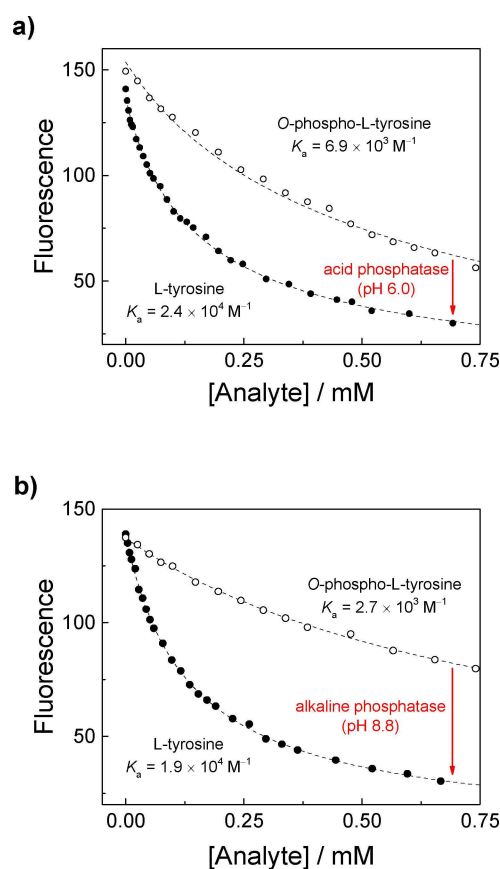 a)
150
100
50
Fluorescence
O-phospho-L-tyrosine
Ka = 6.9 × 10³ M⁻¹
acid phosphatase
(pH 6.0)
L-tyrosine
Ka = 2.4 × 10⁴ M⁻¹
0.00 0.25 0.50 0.75
[Analyte] / mM
b)
150
100
50
Fluorescence
O-phospho-L-tyrosine
Ka = 2.7 × 10³ M⁻¹
alkaline phosphatase
(pH 8.8)
L-tyrosine
Ka = 1.9 × 10⁴ M⁻¹
0.00 0.25 0.50 0.75
[Analyte] / mM